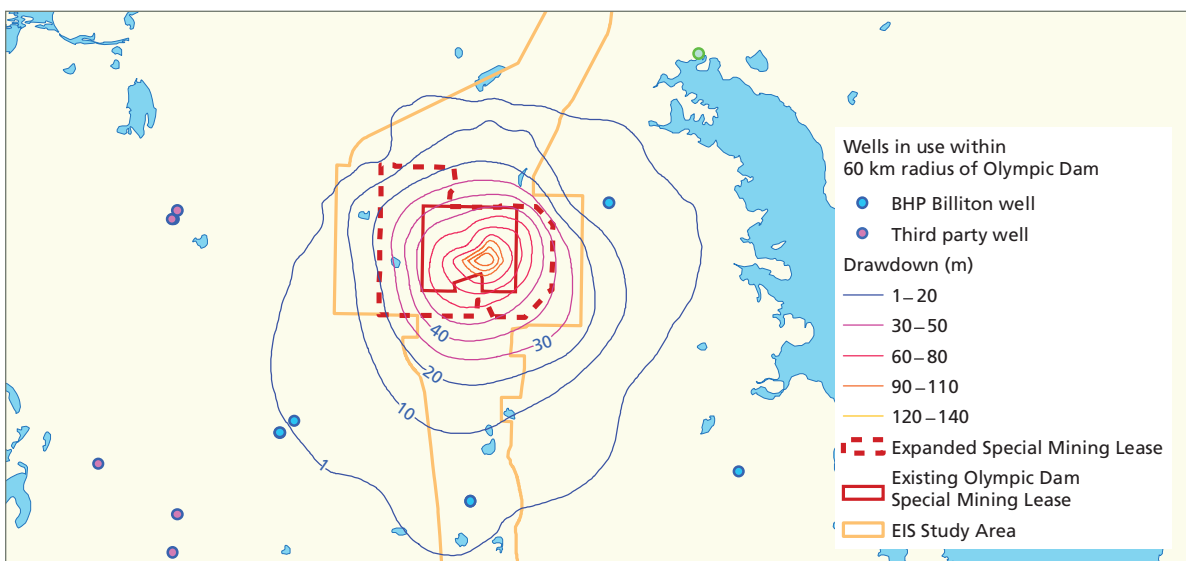 Wells in use within
60 km radius of Olympic Dam
BHP Billiton well
Third party well
Drawdown (m)
1–20
30–50
60–80
90–110
120–140
Expanded Special Mining Lease
Existing Olympic Dam
Special Mining Lease
EIS Study Area
40
30
20
10
1